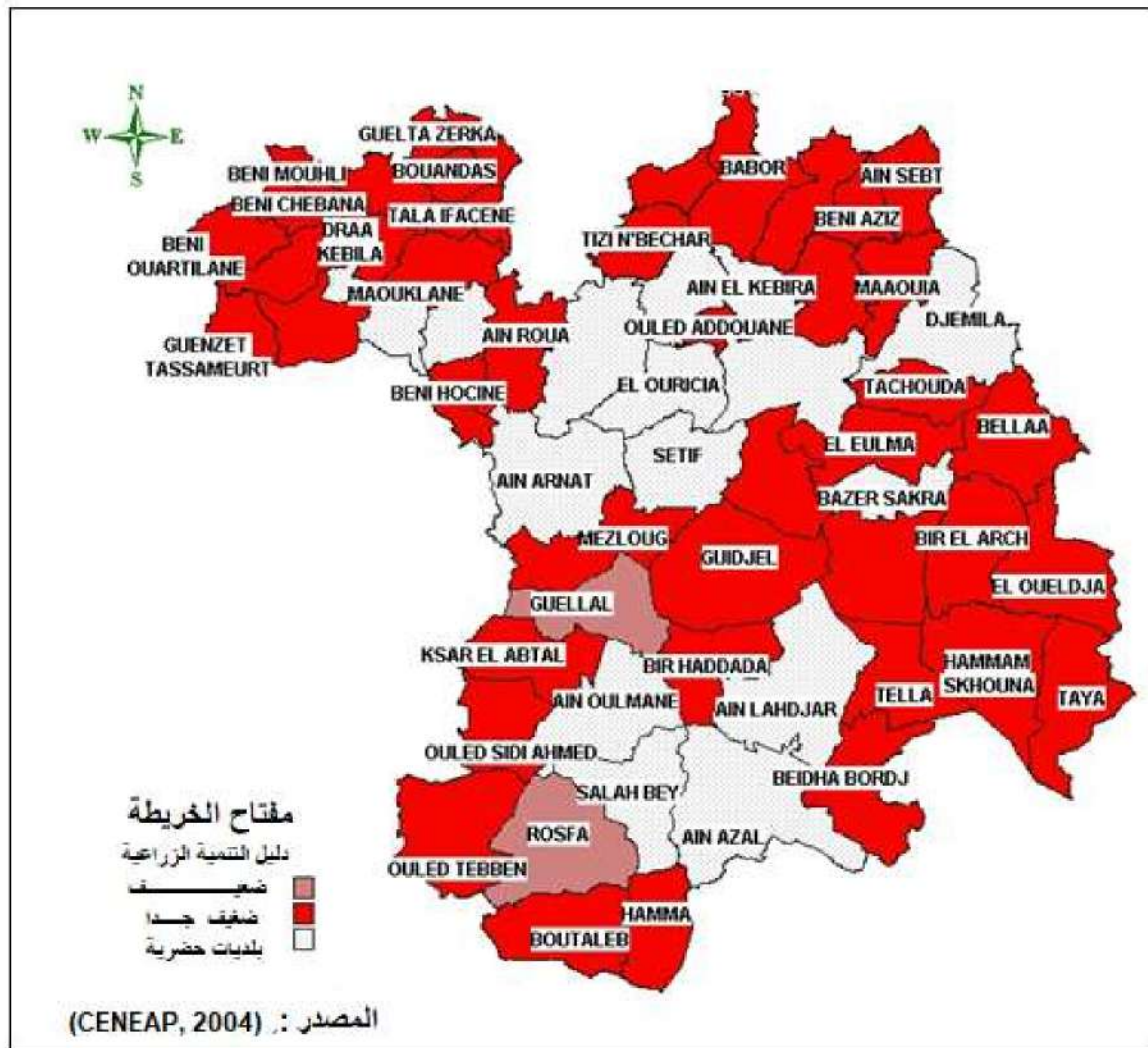 N
W E
S
GUELTA ZERKA
BENI MOUHLI
BOUANDAS
BABOR
AIN SEBT
BENI CHEBANA
TALA IFACENE
BENI AZIZ
DRAA
KEBILA
BENI
OUARTILANE
TIZI N'BECHAR
MAOUKLANE
AIN EL KEBIRA
MAAOUIA
GUENZET
TASSAMEURT
AIN ROUA
OULED ADDOUANE
DJEMILA
BENI HOCINE
EL OURICIA
TACHOUDA
BELLAA
SETIF
EL EULMA
AIN ARNAT
BAZER SAKRA
MEZLOUG
GUIDJEL
BIR EL ARCH
EL OUELDJA
GUELLAL
KSAR EL ABTAL
BIR HADDADA
HAMMAM
SKHOUNA
AIN OULMANE
AIN LAHDJAR
TELLA
TAYA
OULED SIDI AHMED
BEIDHA BORDJ
SALAH BEY
ROSFA
AIN AZAL
OULED TEBBEN
HAMMA
BOUTALEB
مفتاح الخريطة
دليل التنمية الزراعية
ضعيـــــــــف
ضغيف جـــدا
بلديات حضرية
المصدر : . (CENEAP, 2004)